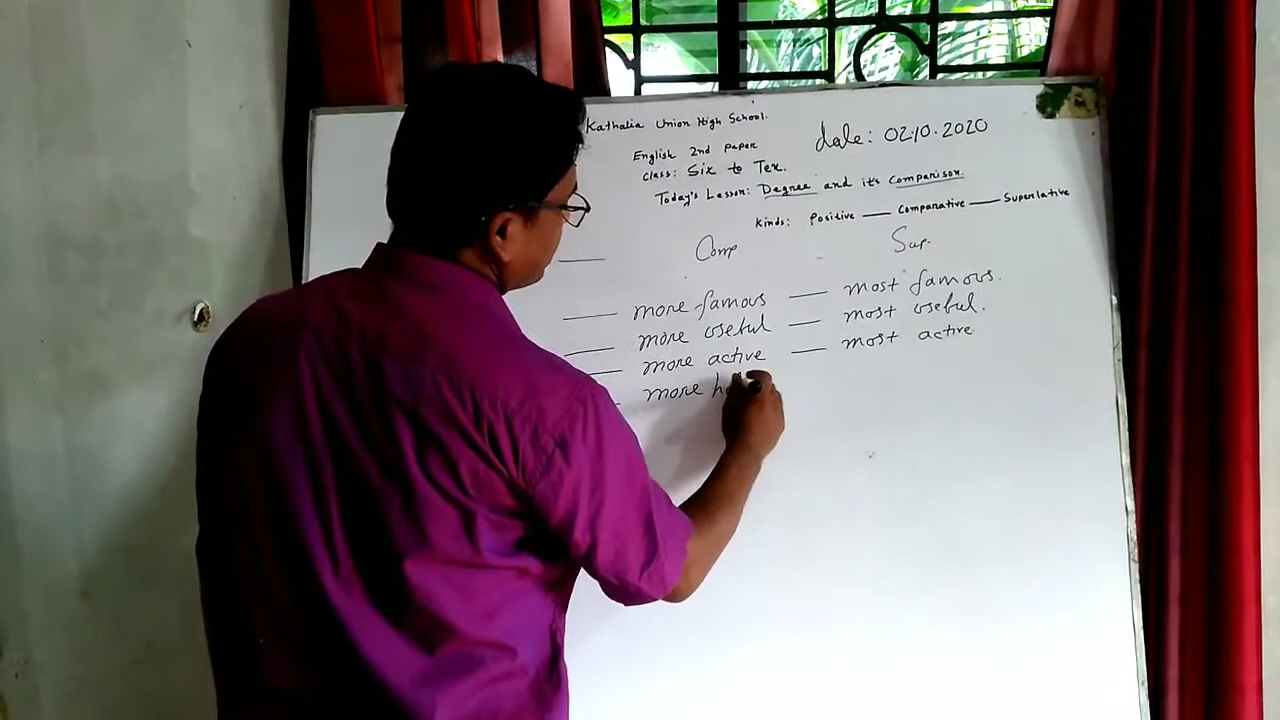 Kathalia Union High School.
English 2nd paper
date: 02.10.2020
class: Six to Ten.
Today's Lesson: Degree and it's Comparison.
Kinds: Positive — Comparative — Superlative
— Comp Sup.
— more famous — most famous.
— more useful — most useful.
— more active — most active
— more